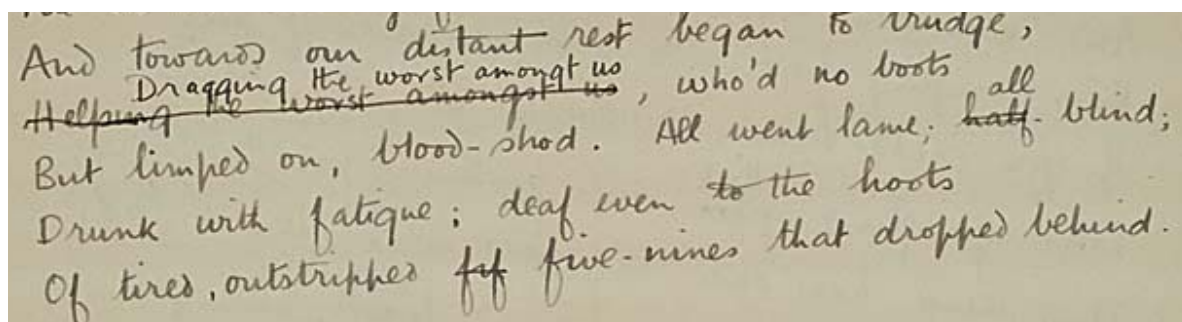 And towards our distant rest began to trudge,
Dragging the worst amongt us
Helping the worst amongst us, who'd no boots
all
But limped on, blood-shod. All went lame; half-blind;
Drunk with fatigue; deaf even to the hoots
Of tired, outstripped fif five-nines that dropped behind.